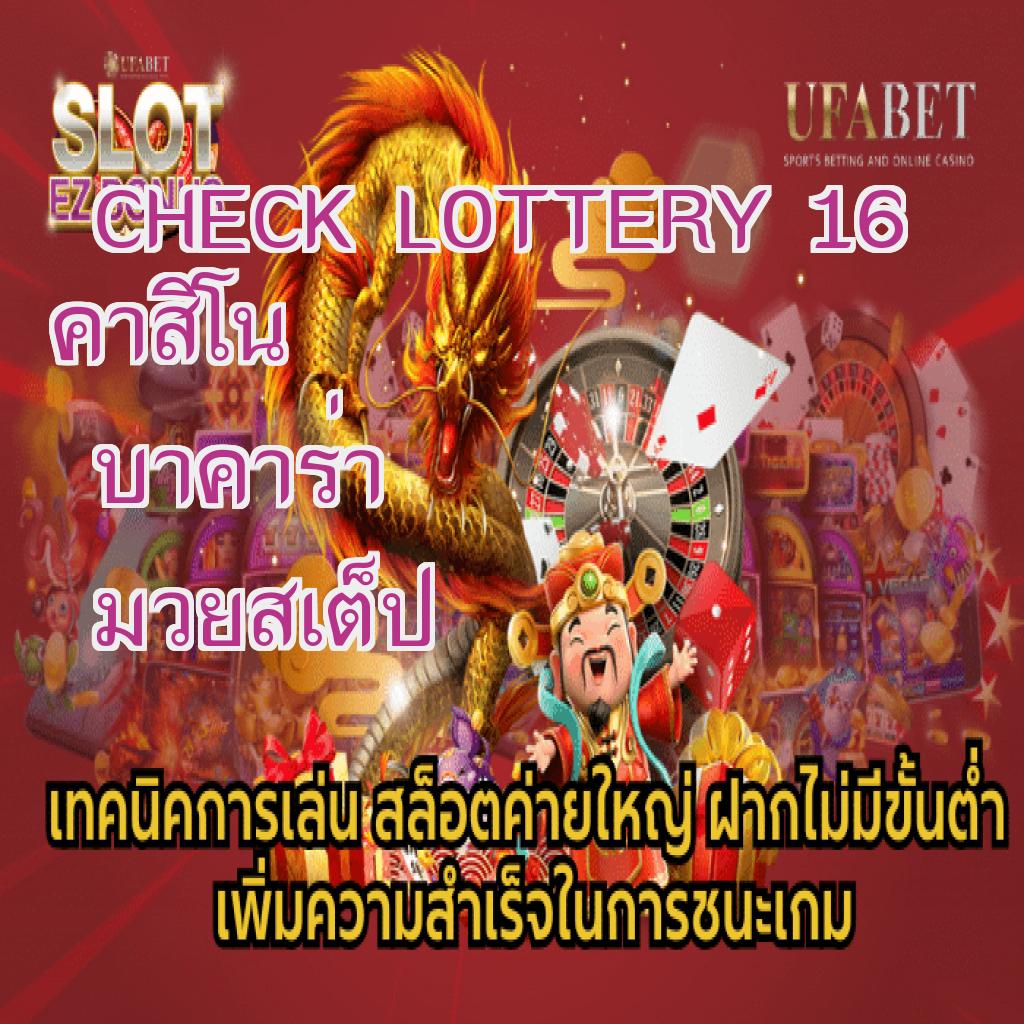 UFABET
SLOT
EZ BONUS
UFABET
SPORTS BETTING AND ONLINE CASINO
CHECK LOTTERY 16
คาสิโน
บาคาร่า
มวยสเต็ป
เทคนิคการเล่น สล็อตค่ายใหญ่ ฝากไม่มีขั้นต่ำ
เพิ่มความสำเร็จในการชนะเกม